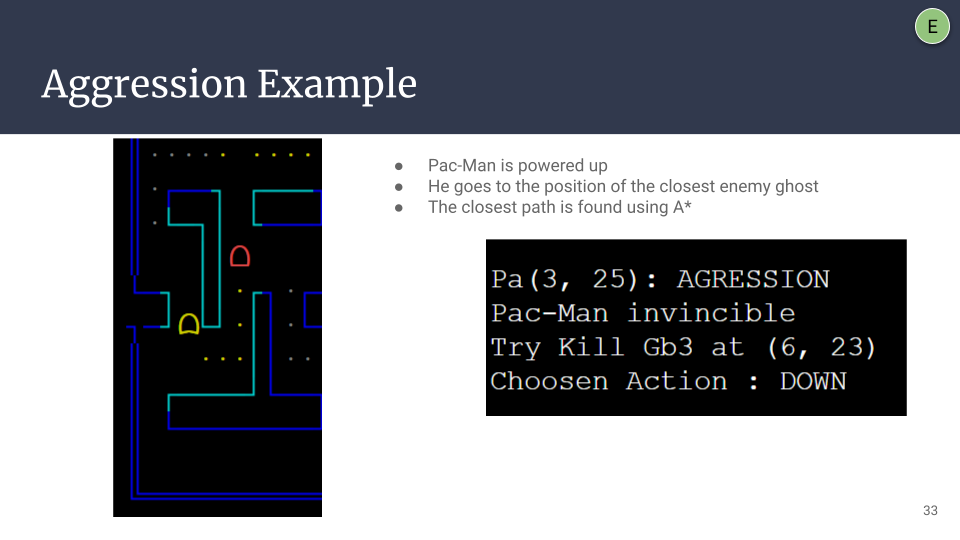 E
Aggression Example
● Pac-Man is powered up
● He goes to the position of the closest enemy ghost
● The closest path is found using A*
Pa(3, 25): AGRESSION
Pac-Man invincible
Try Kill Gb3 at (6, 23)
Choosen Action : DOWN
33